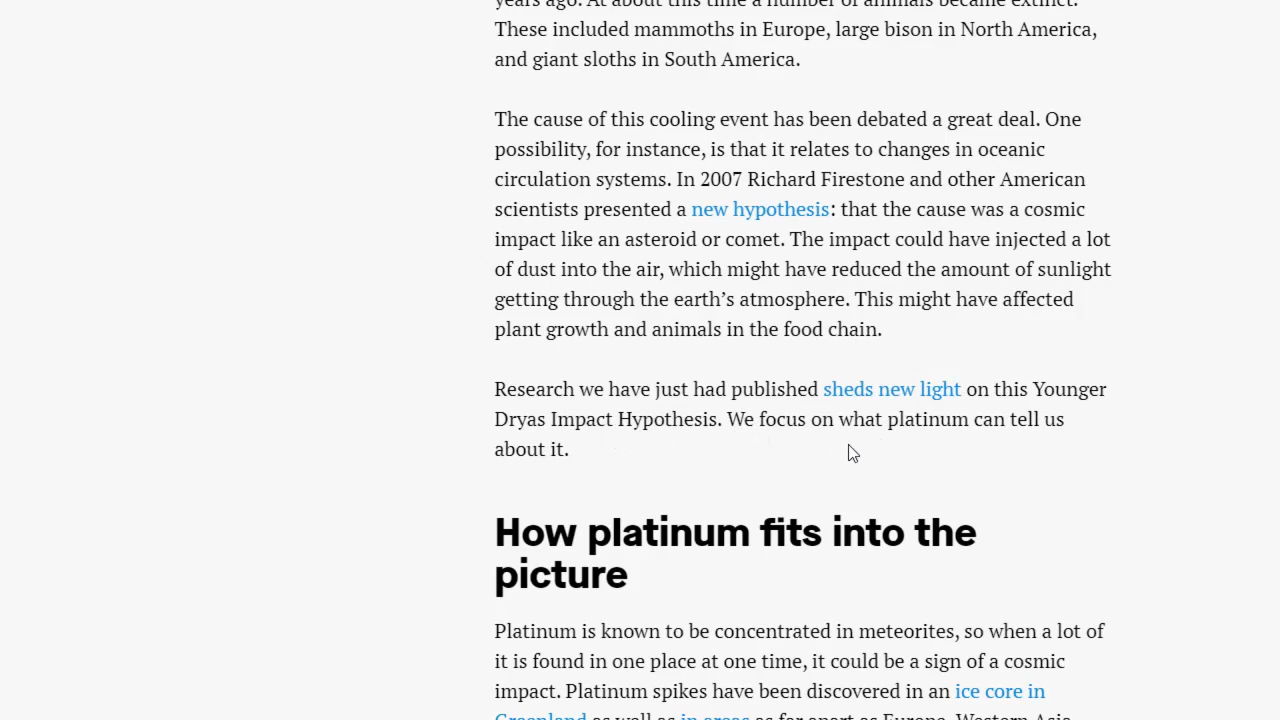 years ago. At about this time a number of animals became extinct.
These included mammoths in Europe, large bison in North America,
and giant sloths in South America.
The cause of this cooling event has been debated a great deal. One
possibility, for instance, is that it relates to changes in oceanic
circulation systems. In 2007 Richard Firestone and other American
scientists presented a new hypothesis: that the cause was a cosmic
impact like an asteroid or comet. The impact could have injected a lot
of dust into the air, which might have reduced the amount of sunlight
getting through the earth’s atmosphere. This might have affected
plant growth and animals in the food chain.
Research we have just had published sheds new light on this Younger
Dryas Impact Hypothesis. We focus on what platinum can tell us
about it.
How platinum fits into the
picture
Platinum is known to be concentrated in meteorites, so when a lot of
it is found in one place at one time, it could be a sign of a cosmic
impact. Platinum spikes have been discovered in an ice core in
Greenland as well as in areas as far apart as Europe, Western Asia,